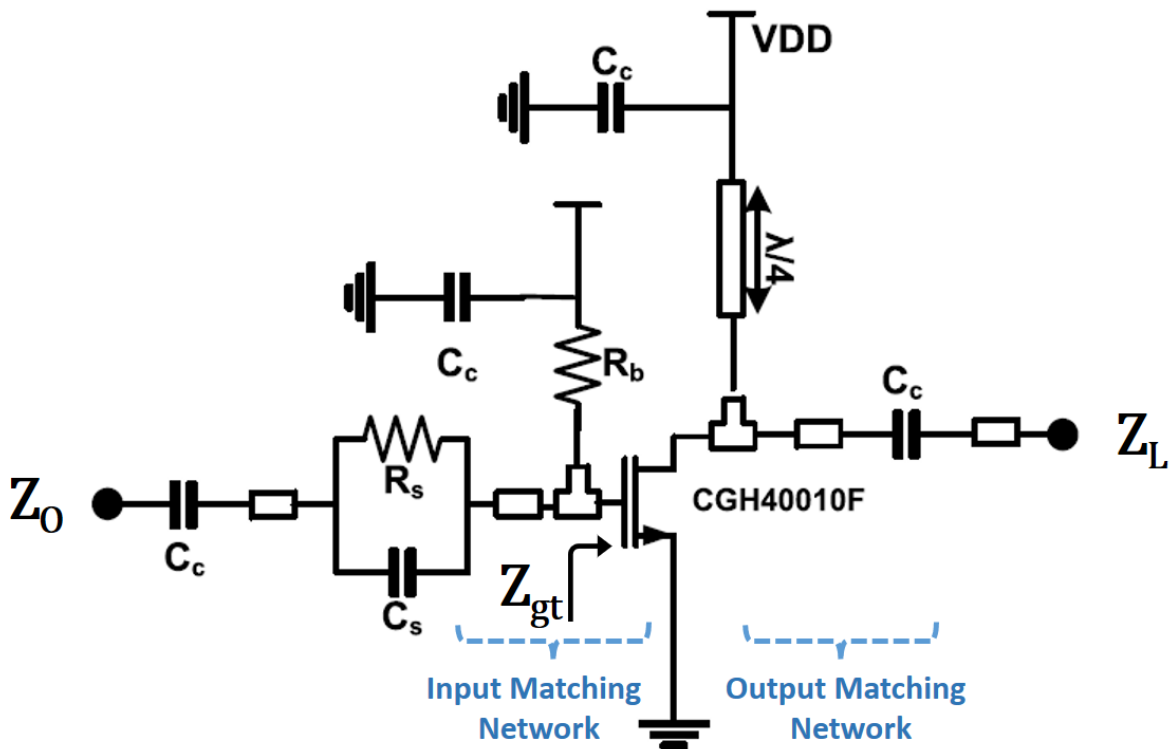 VDD
Cc
λ/4
Cc
Rb
Cc
Rs
ZO
ZL
CGH40010F
Cc
Cs
Zgt
Input Matching
Network
Output Matching
Network